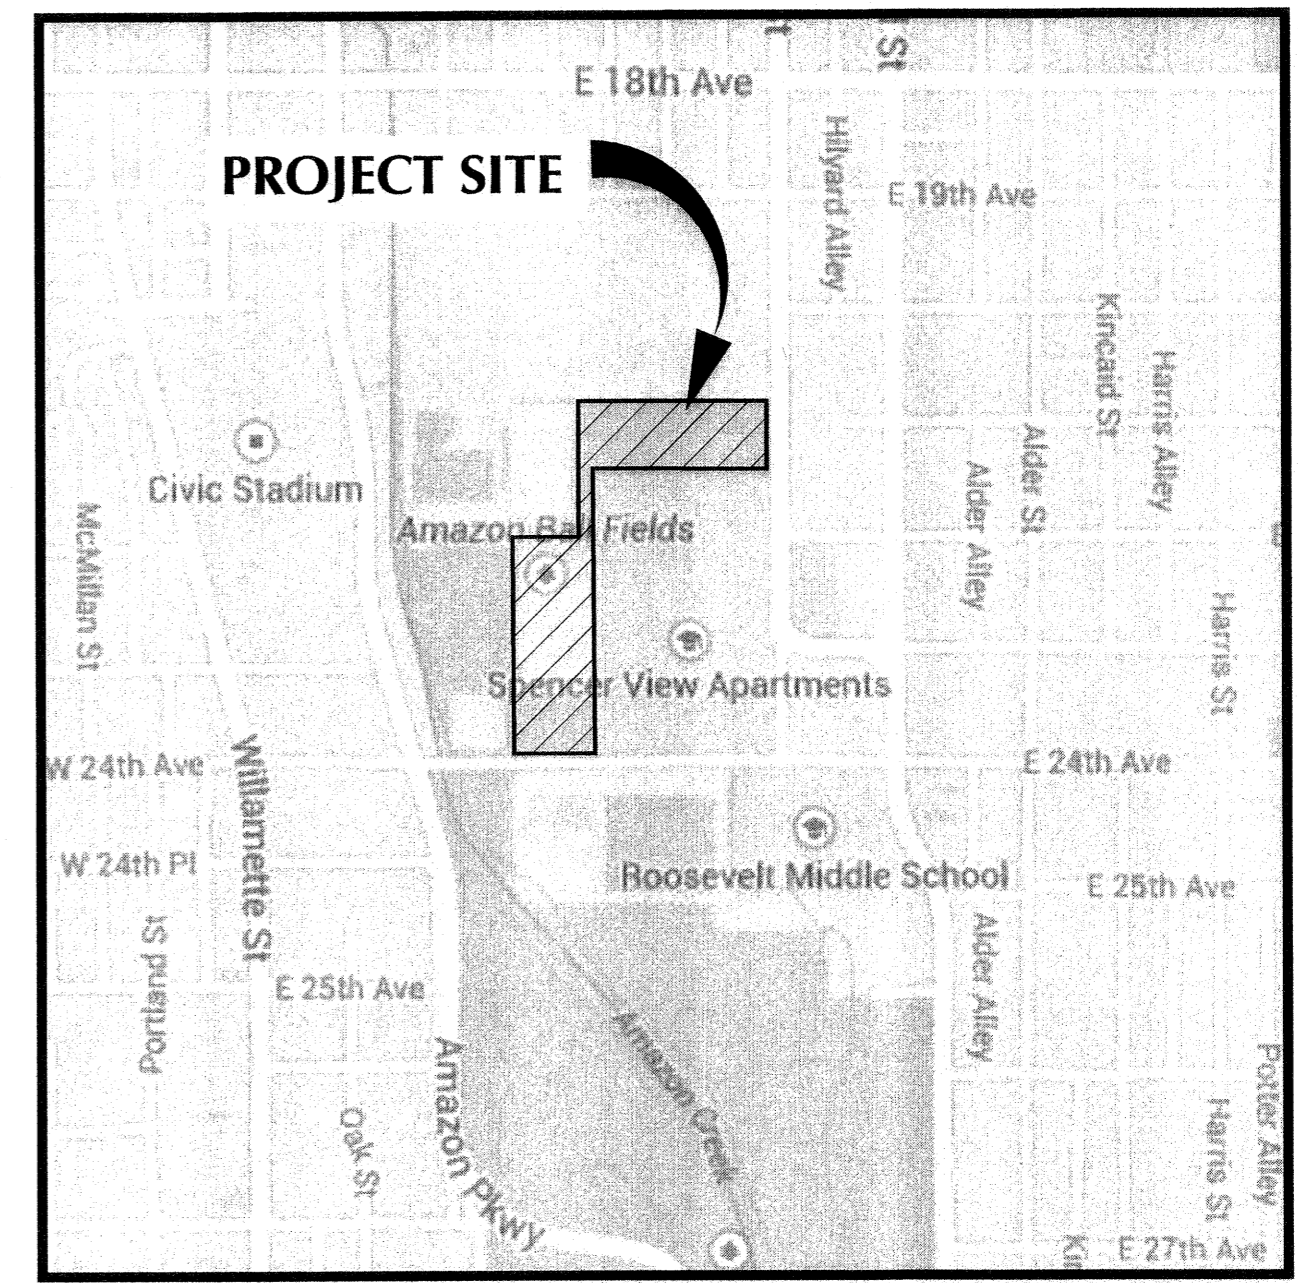 E 18th Ave
PROJECT SITE
St
Hilyard Alley
E 19th Ave
Kincaid St
Harris Alley
Civic Stadium
Alder St
Alder Alley
McMillan St
Amazon Ball Fields
Harris St
Spencer View Apartments
W 24th Ave
Willamette St
E 24th Ave
W 24th Pl
Roosevelt Middle School
E 25th Ave
Portland St
Alder Alley
E 25th Ave
Amazon Creek
Amazon Pkwy
Oak St
Potter Alley
Harris St
E 27th Ave